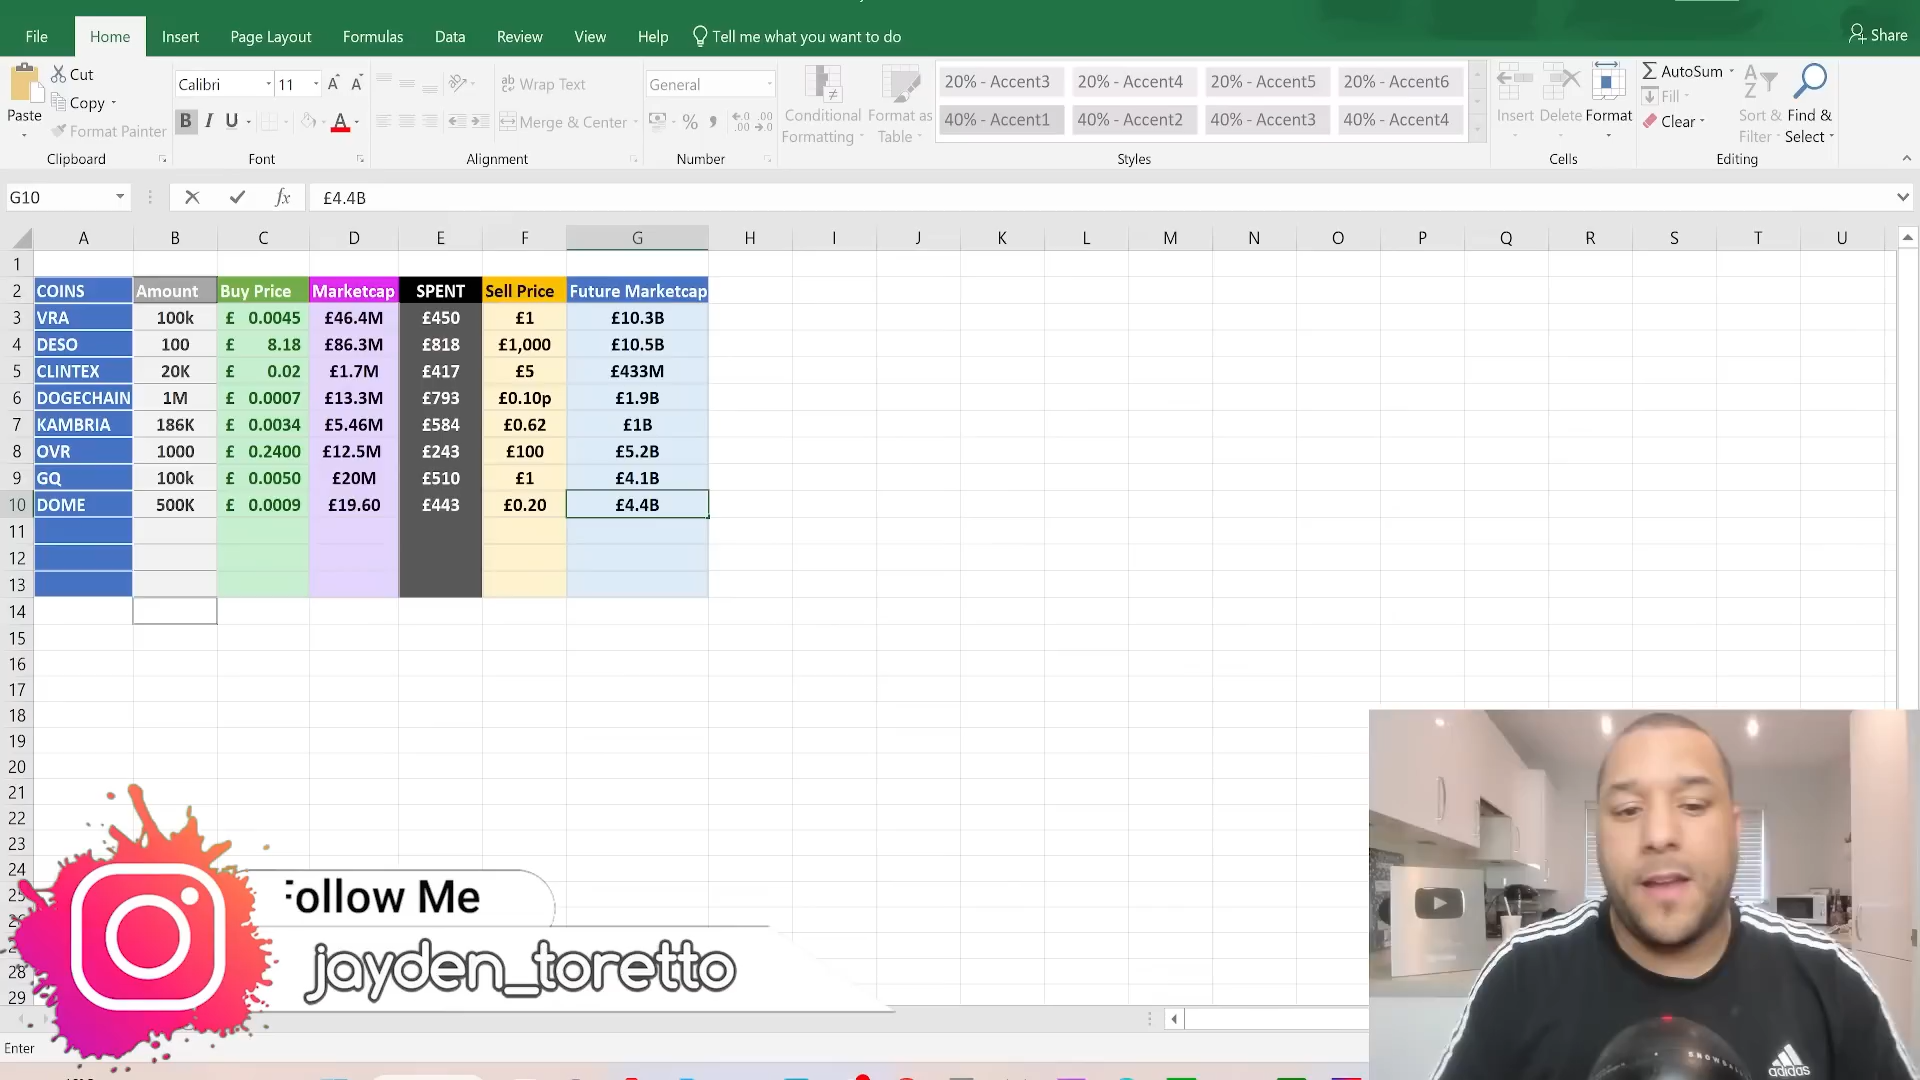 File Home Insert Page Layout Formulas Data Review View Help Tell me what you want to do Share
Cut
Copy
Format Painter
Paste
Clipboard
Calibri 11
B I U
Font
Wrap Text
Merge & Center
Alignment
General
%
Number
Conditional Formatting
Format as Table
20% - Accent3 20% - Accent4 20% - Accent5 20% - Accent6
40% - Accent1 40% - Accent2 40% - Accent3 40% - Accent4
Styles
Insert Delete Format
Cells
AutoSum
Fill
Clear
Sort & Filter
Find & Select
Editing
G10 fx £4.4B
A B C D E F G H I J K L M N O P Q R S T U
1
2 COINS Amount Buy Price Marketcap SPENT Sell Price Future Marketcap
3 VRA 100k £ 0.0045 £46.4M £450 £1 £10.3B
4 DESO 100 £ 8.18 £86.3M £818 £1,000 £10.5B
5 CLINTEX 20K £ 0.02 £1.7M £417 £5 £433M
6 DOGECHAIN 1M £ 0.0007 £13.3M £793 £0.10p £1.9B
7 KAMBRIA 186K £ 0.0034 £5.46M £584 £0.62 £1B
8 OVR 1000 £ 0.2400 £12.5M £243 £100 £5.2B
9 GQ 100k £ 0.0050 £20M £510 £1 £4.1B
10 DOME 500K £ 0.0009 £19.60 £443 £0.20 £4.4B
11
12
13
14
15
16
17
18
19
20
21
22
23
24
25
28
29
Follow Me
jayden_toretto
adidas
Enter